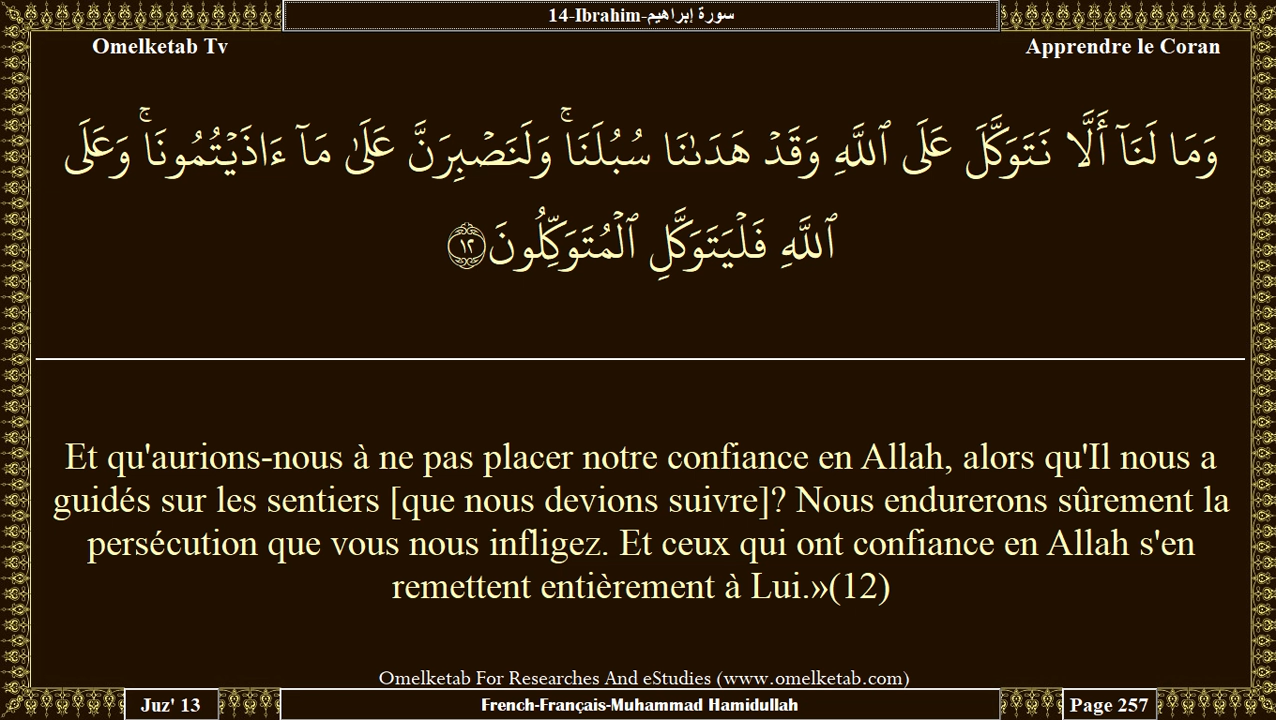 14-Ibrahim-سورة إبراهيم
Omelketab Tv
Apprendre le Coran
وَمَا لَنَآ أَلَّا نَتَوَكَّلَ عَلَى ٱللَّهِ وَقَدْ هَدَىٰنَا سُبُلَنَا ۚ وَلَنَصْبِرَنَّ عَلَىٰ مَآ ءَاذَيْتُمُونَا ۚ وَعَلَى
ٱللَّهِ فَلْيَتَوَكَّلِ ٱلْمُتَوَكِّلُونَ ١٢
Et qu'aurions-nous à ne pas placer notre confiance en Allah, alors qu'Il nous a
guidés sur les sentiers [que nous devions suivre]? Nous endurerons sûrement la
persécution que vous nous infligez. Et ceux qui ont confiance en Allah s'en
remettent entièrement à Lui.»(12)
Omelketab For Researches And eStudies (www.omelketab.com)
Juz' 13
French-Français-Muhammad Hamidullah
Page 257